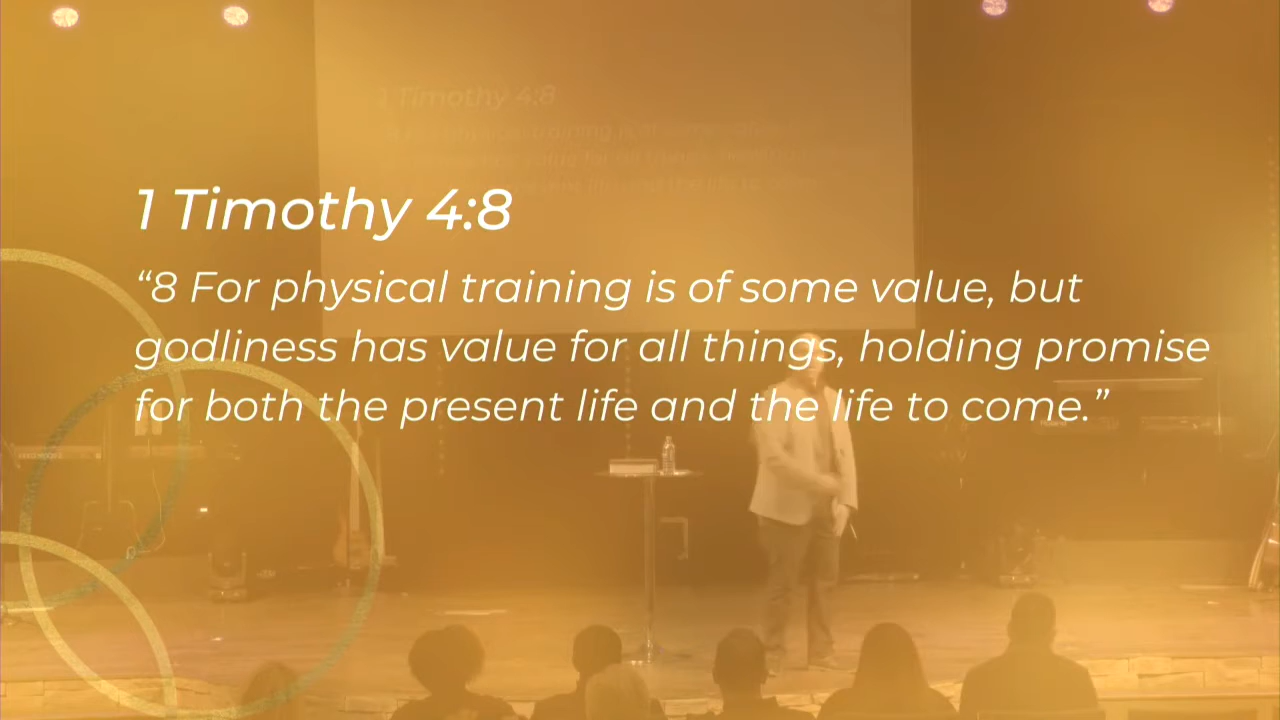 1 Timothy 4:8
“8 For physical training is of some value, but
godliness has value for all things, holding promise
for both the present life and the life to come.”